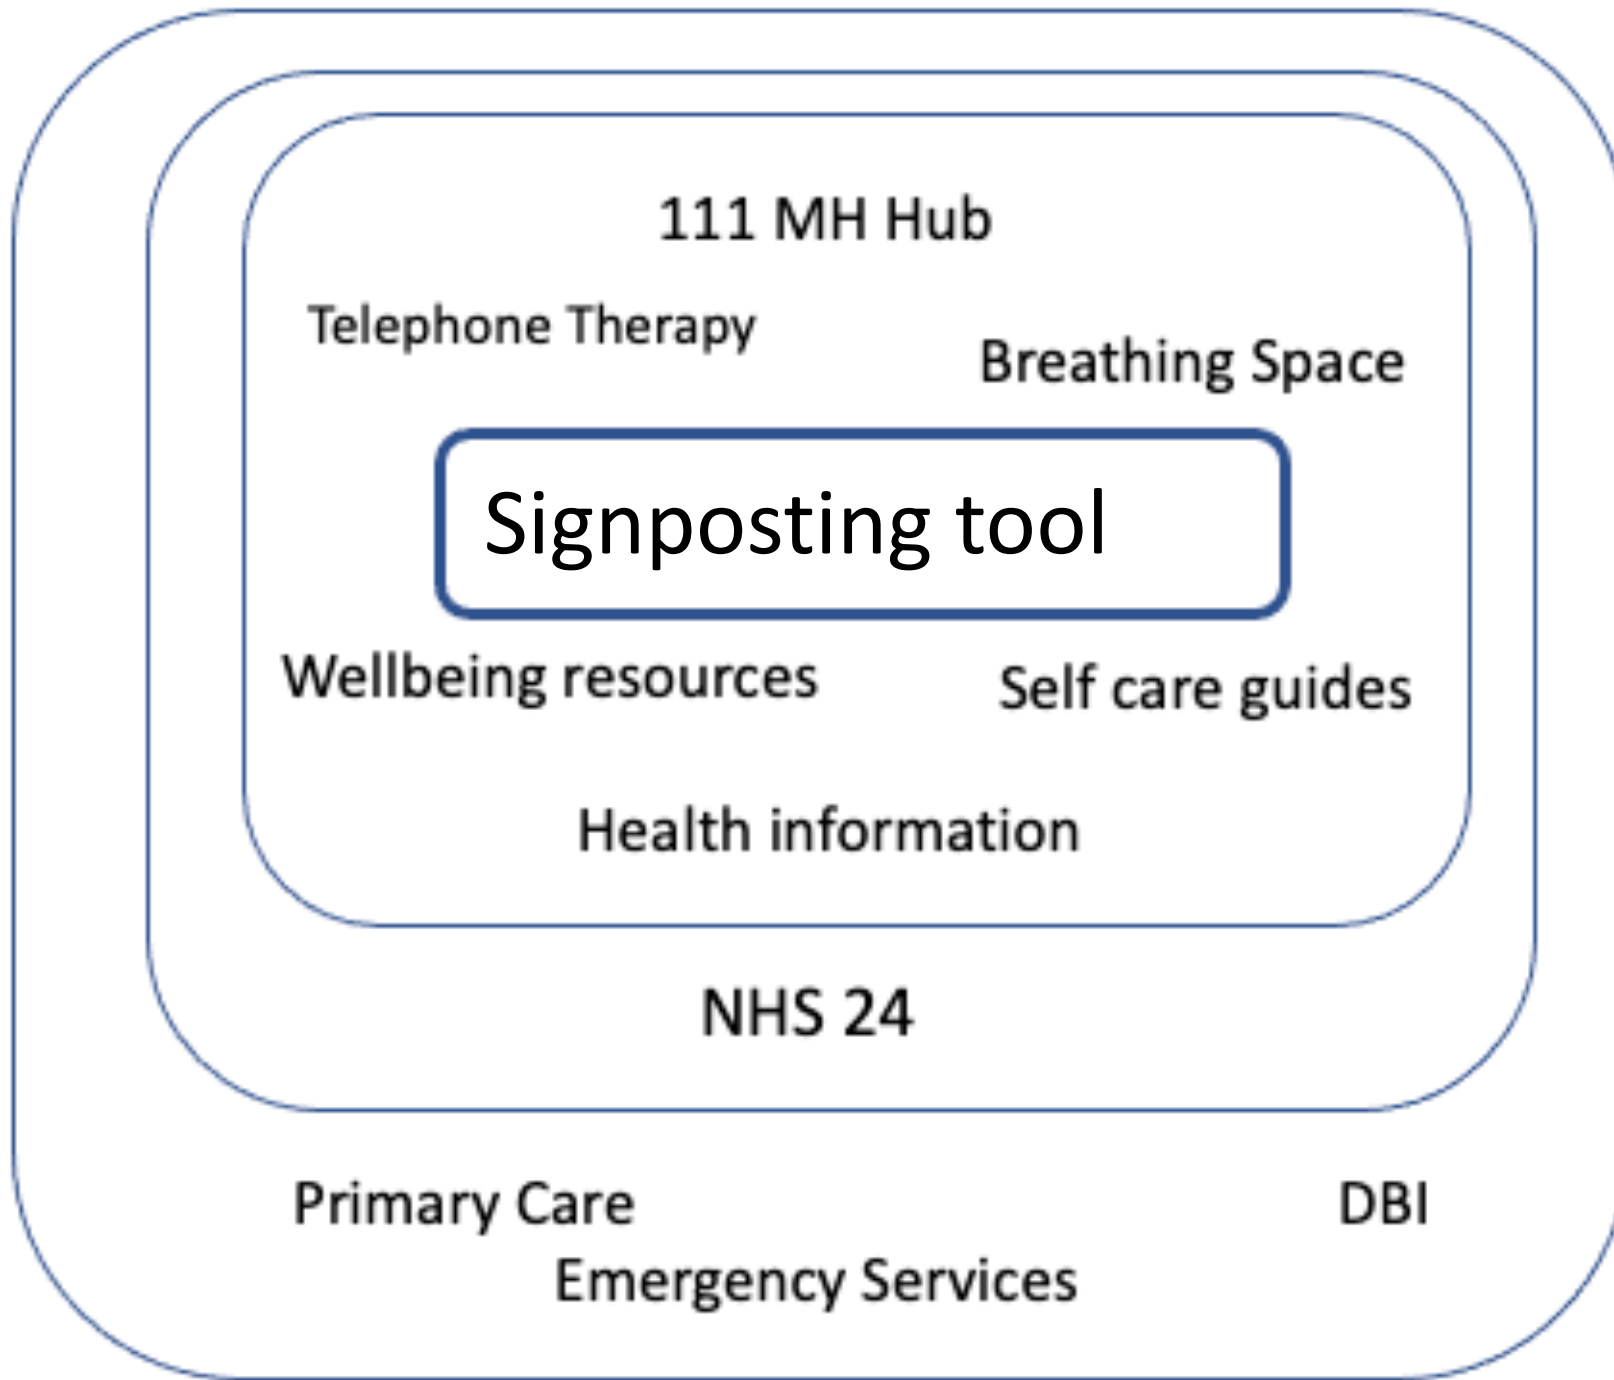 111 MH Hub
Telephone Therapy
Breathing Space
Signposting tool
Wellbeing resources
Self care guides
Health information
NHS 24
Primary Care
DBI
Emergency Services